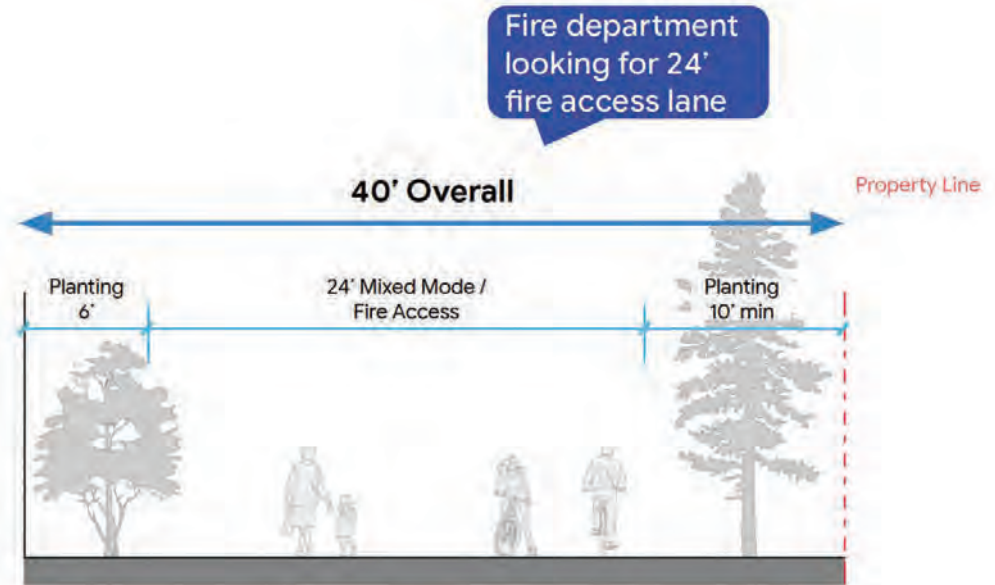 Fire department
looking for 24'
fire access lane
40' Overall
Property Line
Planting
6'
24' Mixed Mode /
Fire Access
Planting
10' min